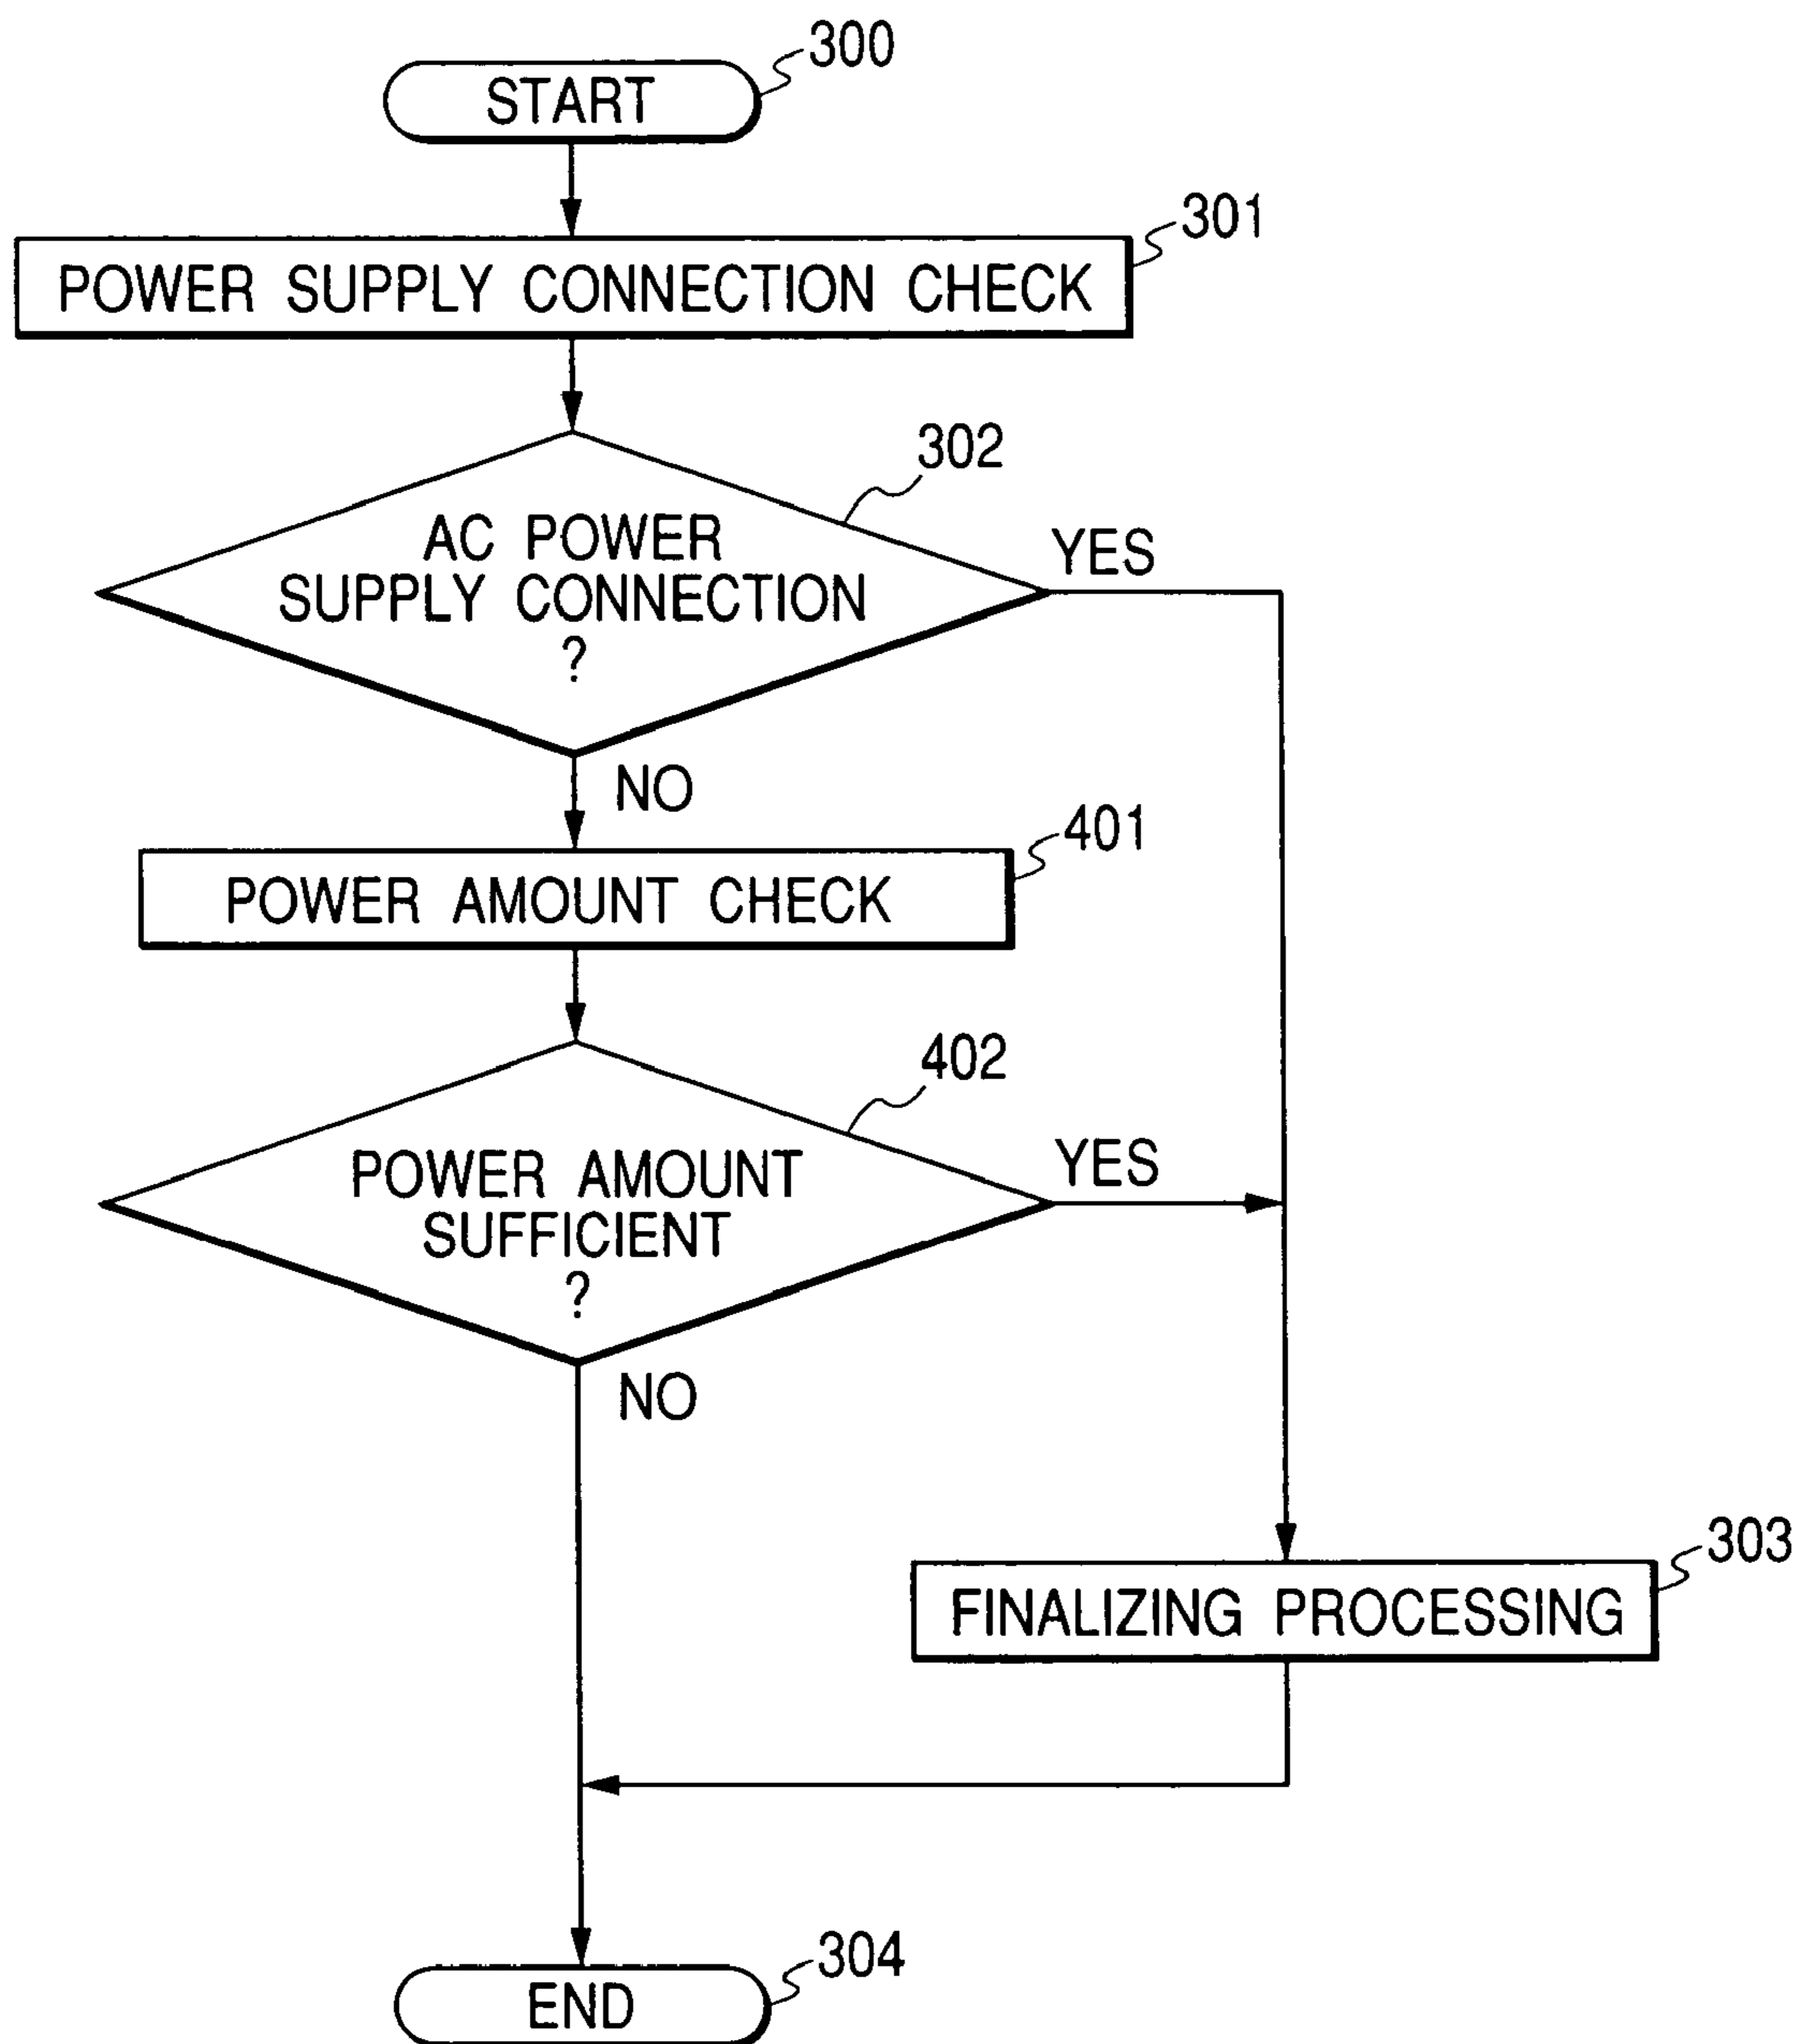 300
START
301
POWER SUPPLY CONNECTION CHECK
302
AC POWER
SUPPLY CONNECTION
?
YES
NO
401
POWER AMOUNT CHECK
402
POWER AMOUNT
SUFFICIENT
?
YES
NO
303
FINALIZING PROCESSING
304
END